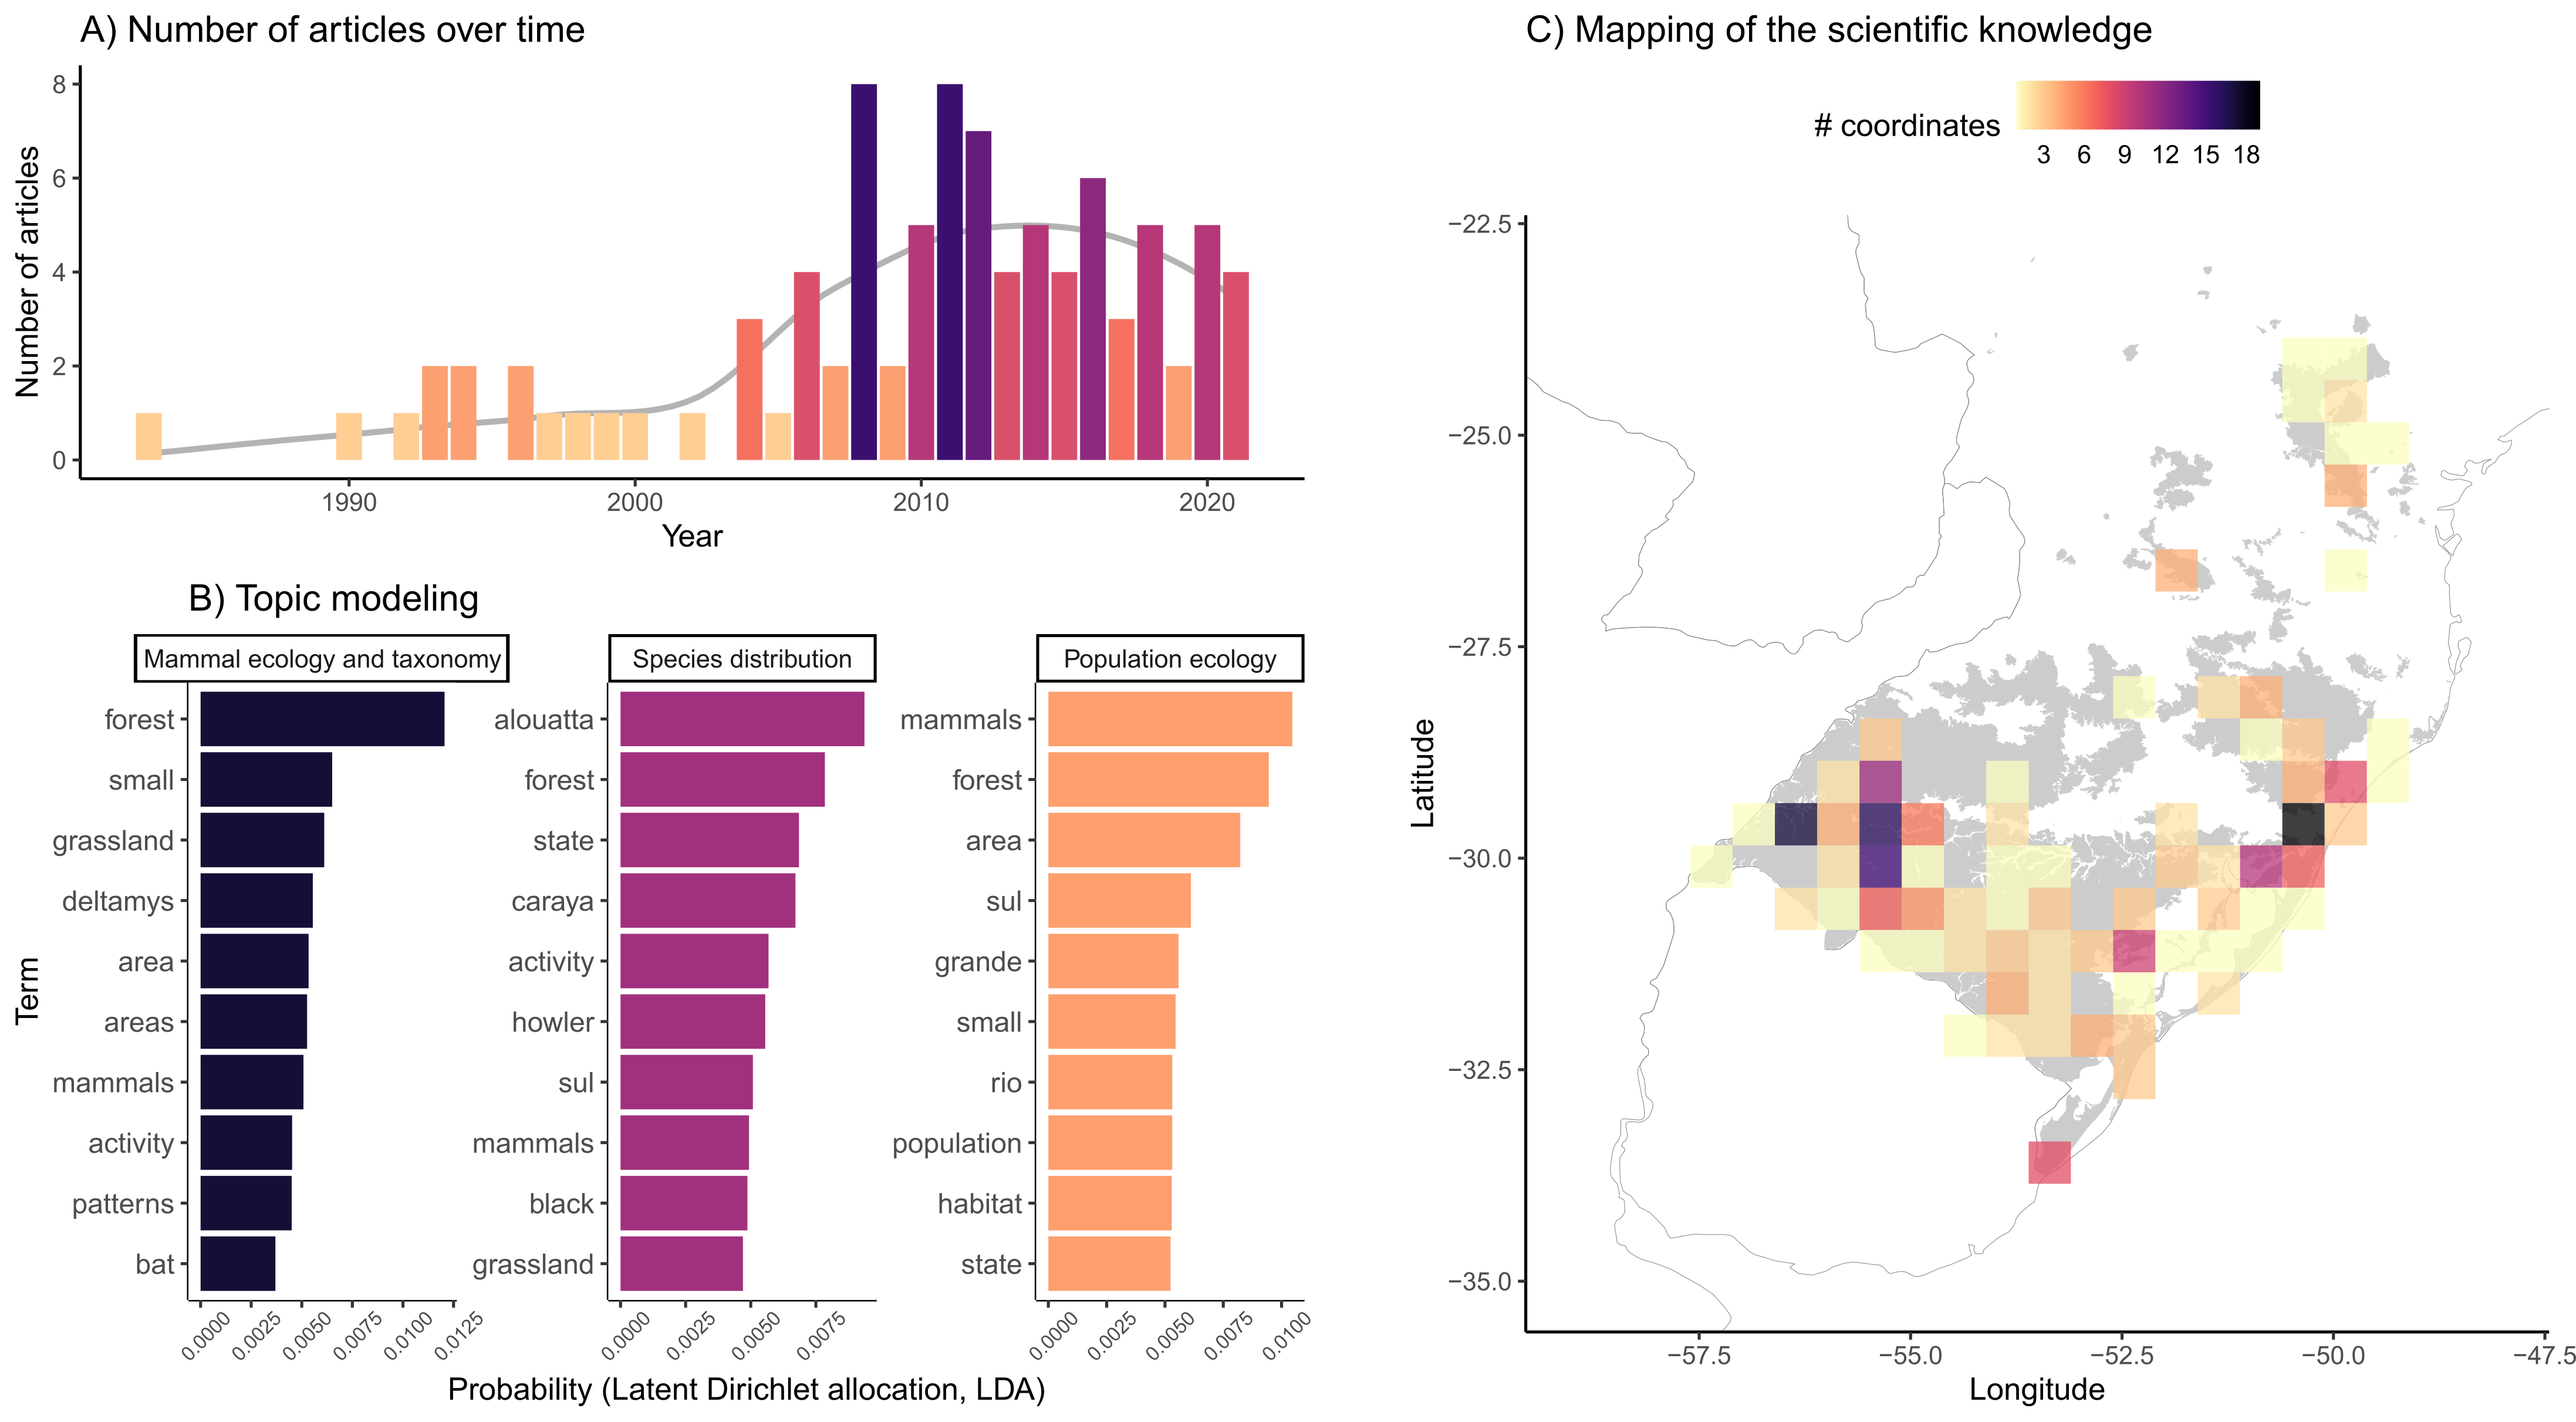 A) Number of articles over time
8
6
4
2
0
Number of articles
1990 2000 2010 2020
Year
B) Topic modeling
Mammal ecology and taxonomy
forest
small
grassland
deltamys
area
areas
mammals
activity
patterns
bat
0.0000 0.0025 0.0050 0.0075 0.0100 0.0125
Species distribution
alouatta
forest
state
caraya
activity
howler
sul
mammals
black
grassland
0.0000 0.0025 0.0050 0.0075
Population ecology
mammals
forest
area
sul
grande
small
rio
population
habitat
state
0.0000 0.0025 0.0050 0.0075 0.0100
Term
Probability (Latent Dirichlet allocation, LDA)
C) Mapping of the scientific knowledge
# coordinates
3 6 9 12 15 18
−22.5
−25.0
−27.5
−30.0
−32.5
−35.0
Latitude
−57.5 −55.0 −52.5 −50.0 −47.5
Longitude